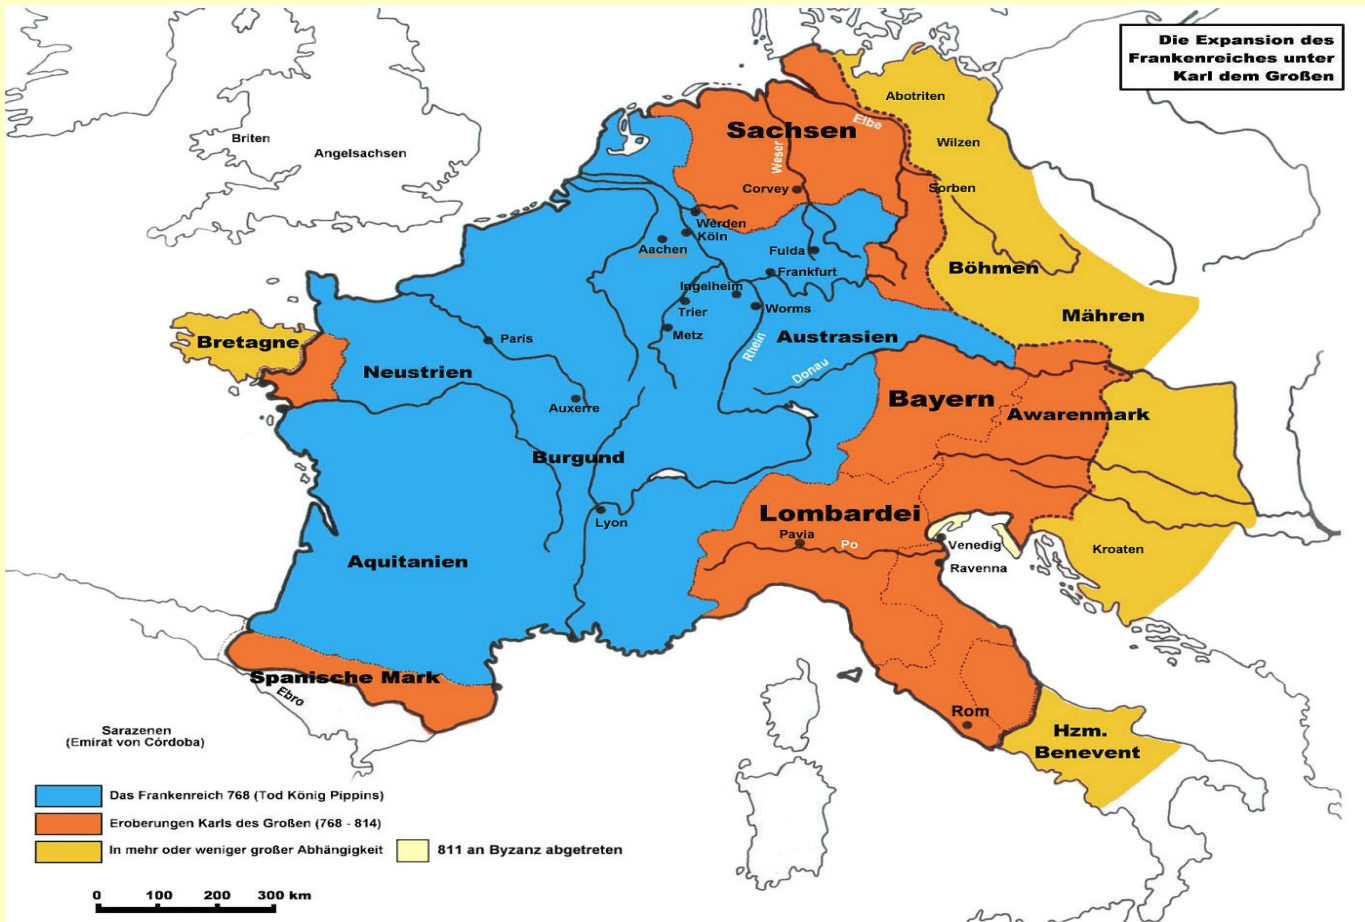 Die Expansion des
Frankenreiches unter
Karl dem Großen
Abotriten
Elbe
Briten
Angelsachsen
Sachsen
Weser
Wilzen
Corvey
Sorben
Werden
Köln
Aachen
Fulda
Frankfurt
Böhmen
Ingelheim
Trier
Worms
Mähren
Bretagne
Paris
Metz
Rhein
Austrasien
Neustrien
Donau
Auxerre
Bayern
Awarenmark
Burgund
Lyon
Lombardei
Pavia
Po
Venedig
Kroaten
Ravenna
Aquitanien
Spanische Mark
Ebro
Rom
Hzm.
Benevent
Sarazenen
(Emirat von Córdoba)
Das Frankenreich 768 (Tod König Pippins)
Eroberungen Karls des Großen (768 - 814)
In mehr oder weniger großer Abhängigkeit
811 an Byzanz abgetreten
0 100 200 300 km